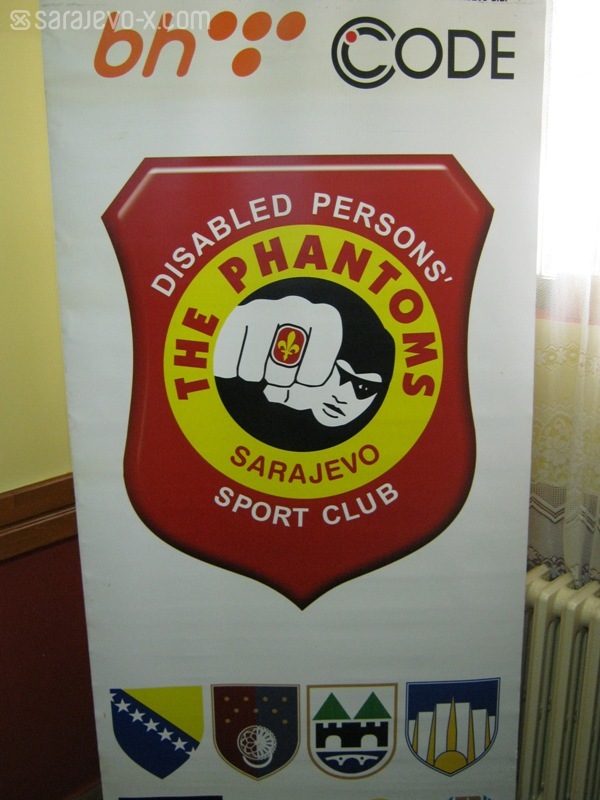 sarajevo-x.com
bh
CODE
DISABLED PERSONS'
THE PHANTOMS
SARAJEVO
SPORT CLUB